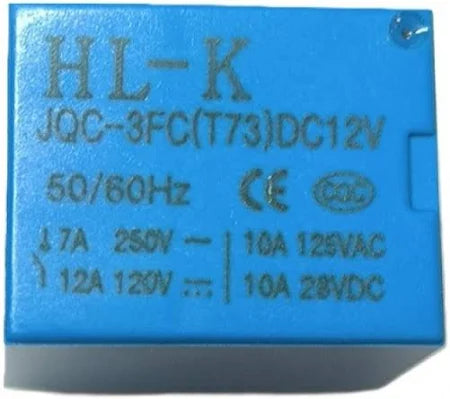 HL-K
JQC-3FC(T73)DC12V
50/60Hz CE CQC
7A 250V 10A 125VAC
12A 120V 10A 28VDC